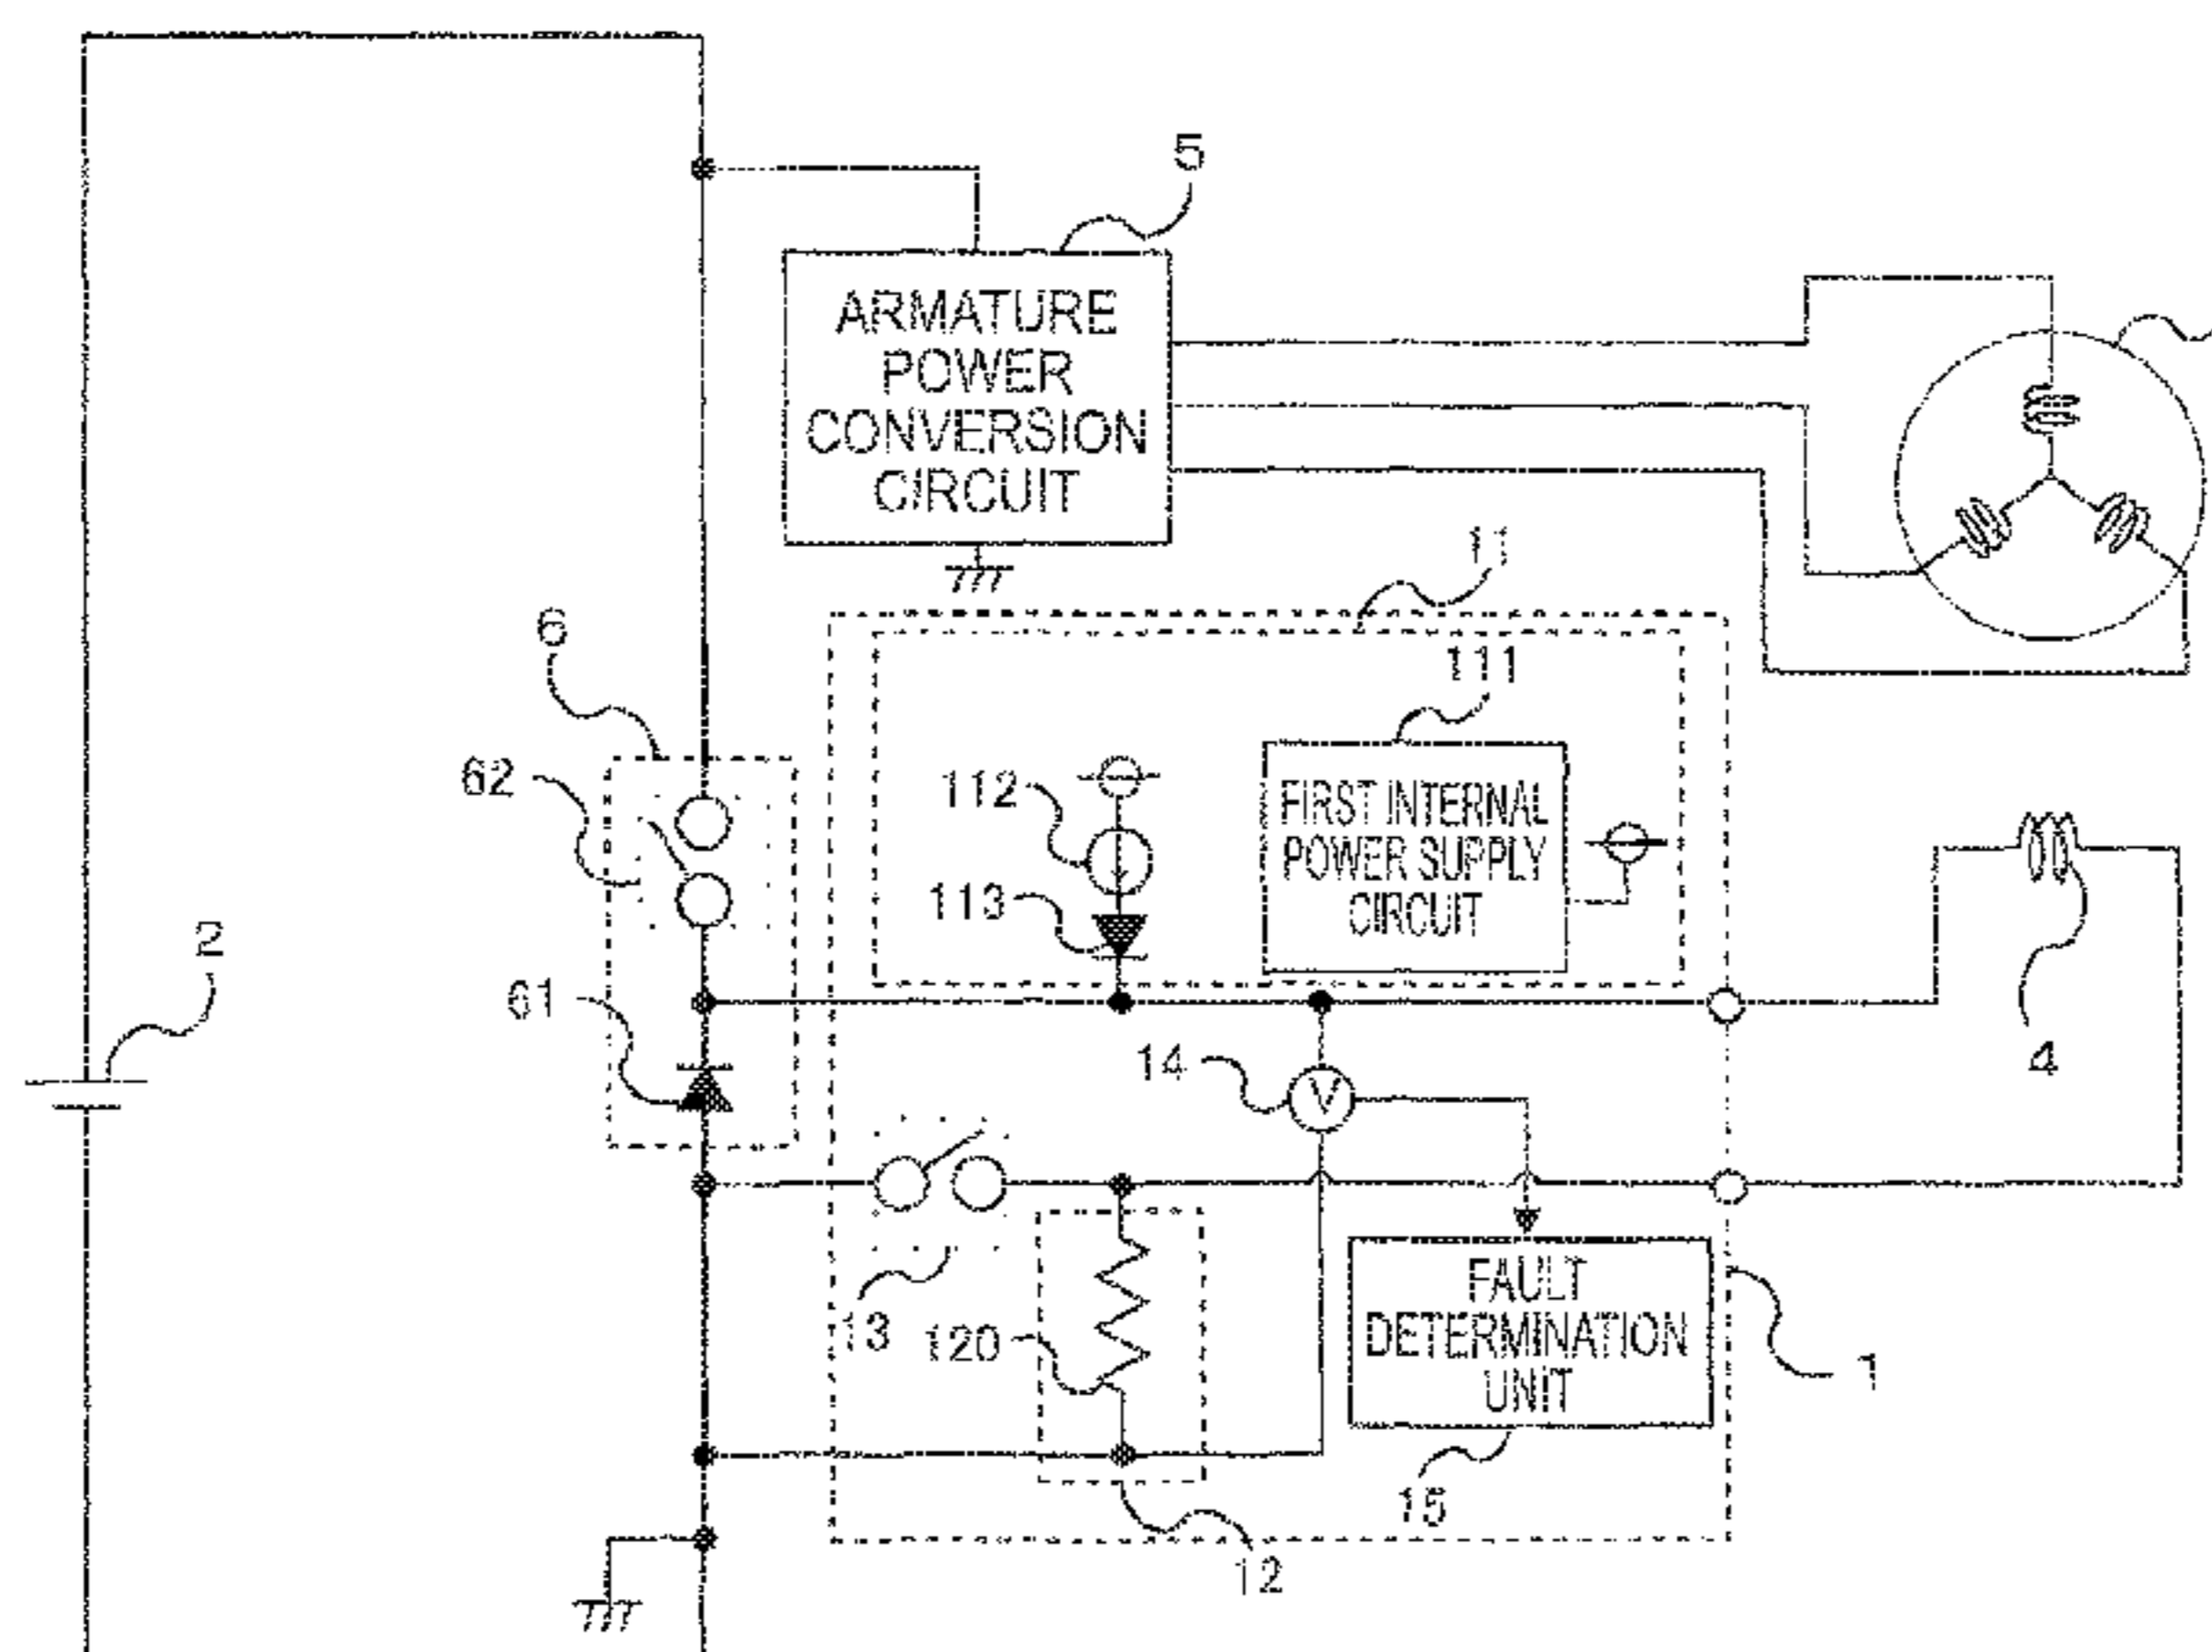 5
ARMATURE
POWER
CONVERSION
CIRCUIT
11
6
111
62
112
FIRST INTERNAL
POWER SUPPLY
CIRCUIT
113
2
61
14
V
4
FAULT
DETERMINATION
UNIT
13
120
1
15
12